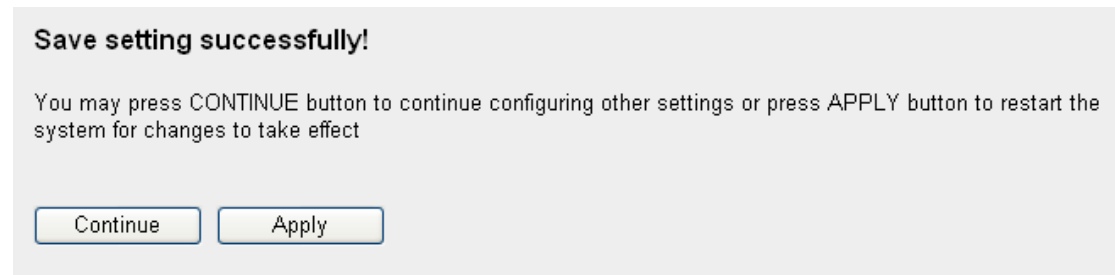 Save setting successfully!
You may press CONTINUE button to continue configuring other settings or press APPLY button to restart the
system for changes to take effect
Continue Apply